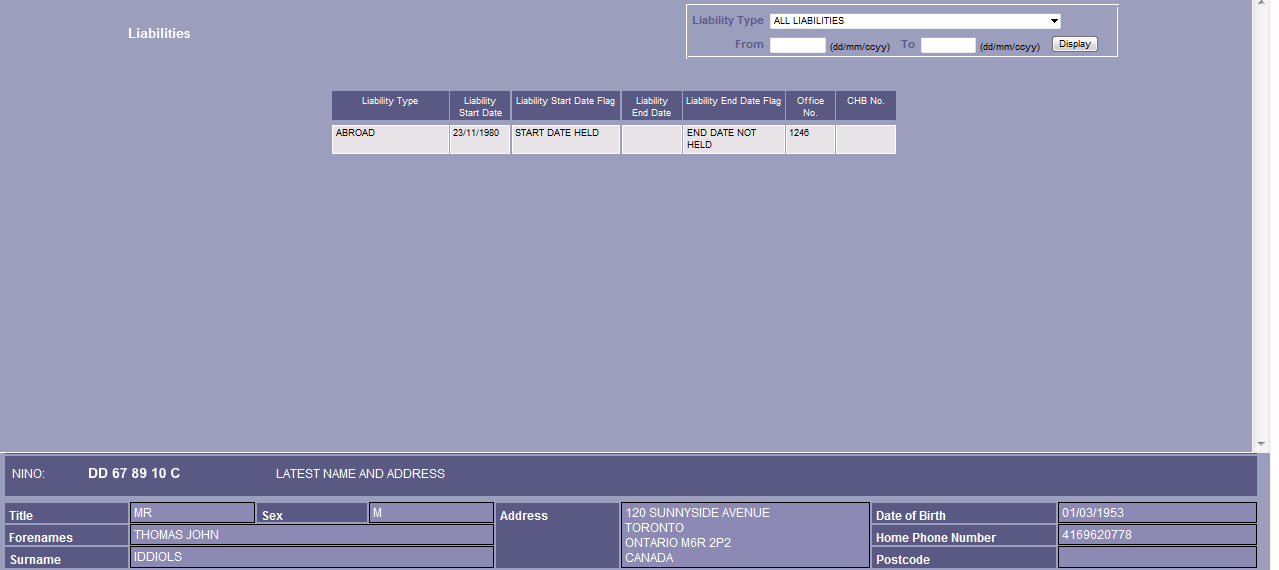 Liabilities
Liability Type ALL LIABILITIES
From (dd/mm/ccyy) To (dd/mm/ccyy) Display
Liability Type Liability Start Date Liability Start Date Flag Liability End Date Liability End Date Flag Office No. CHB No.
ABROAD 23/11/1980 START DATE HELD END DATE NOT HELD 1246
NINO: DD 67 89 10 C LATEST NAME AND ADDRESS
Title MR Sex M
Forenames THOMAS JOHN
Surname IDDIOLS
Address 120 SUNNYSIDE AVENUE
TORONTO
ONTARIO M6R 2P2
CANADA
Date of Birth 01/03/1953
Home Phone Number 4169620778
Postcode